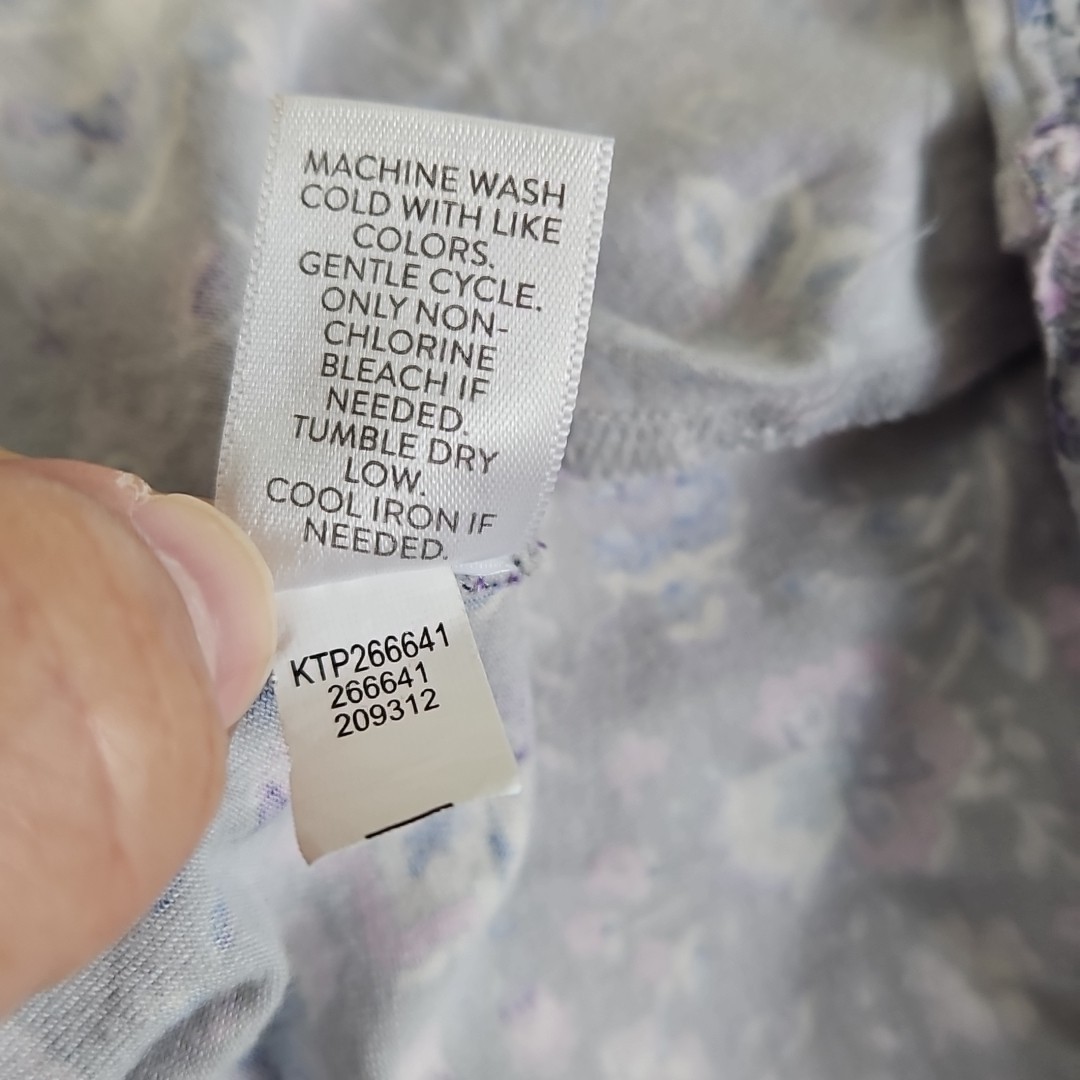 MACHINE WASH
COLD WITH LIKE
COLORS.
GENTLE CYCLE.
ONLY NON-
CHLORINE
BLEACH IF
NEEDED.
TUMBLE DRY
LOW.
COOL IRON IF
NEEDED.
KTP266641
266641
209312